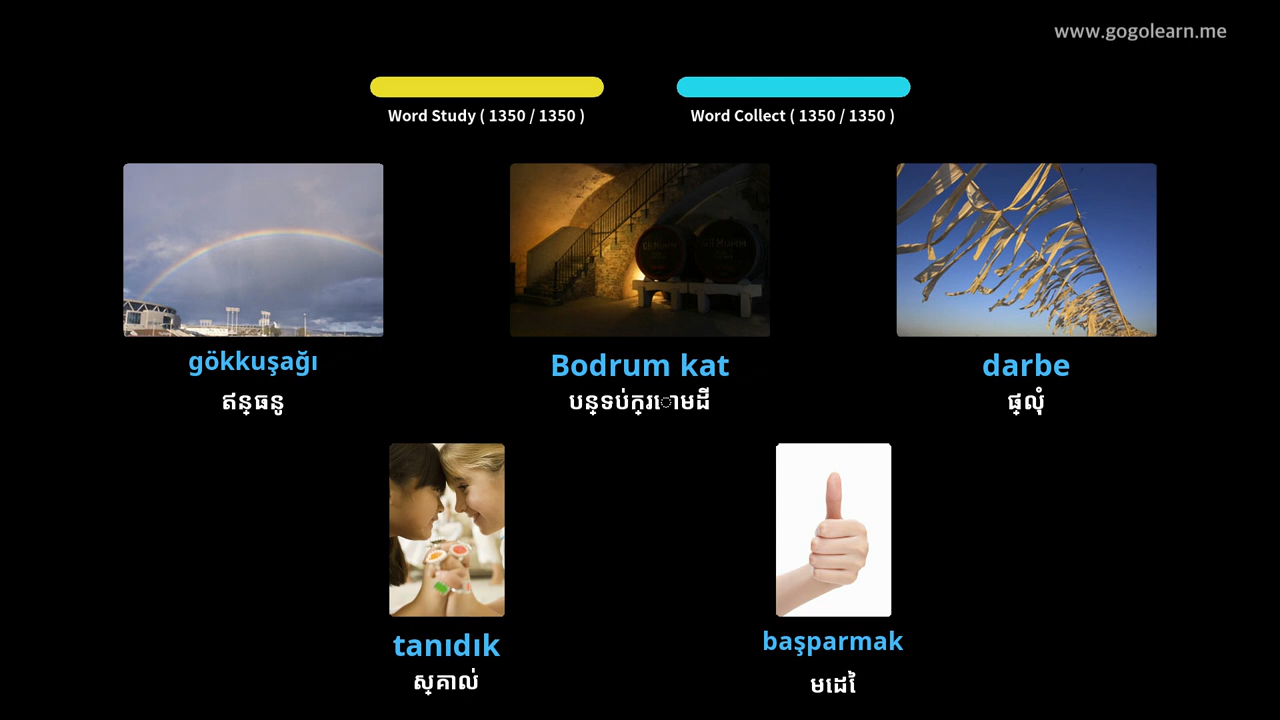 www.gogolearn.me
Word Study ( 1350 / 1350 )
Word Collect ( 1350 / 1350 )
gökkuşağı
ឥន្ធនូ
Bodrum kat
បន្ទប់ក្រោមដី
darbe
ផ្លុំ
tanıdık
ស្គាល់
başparmak
មេដៃ